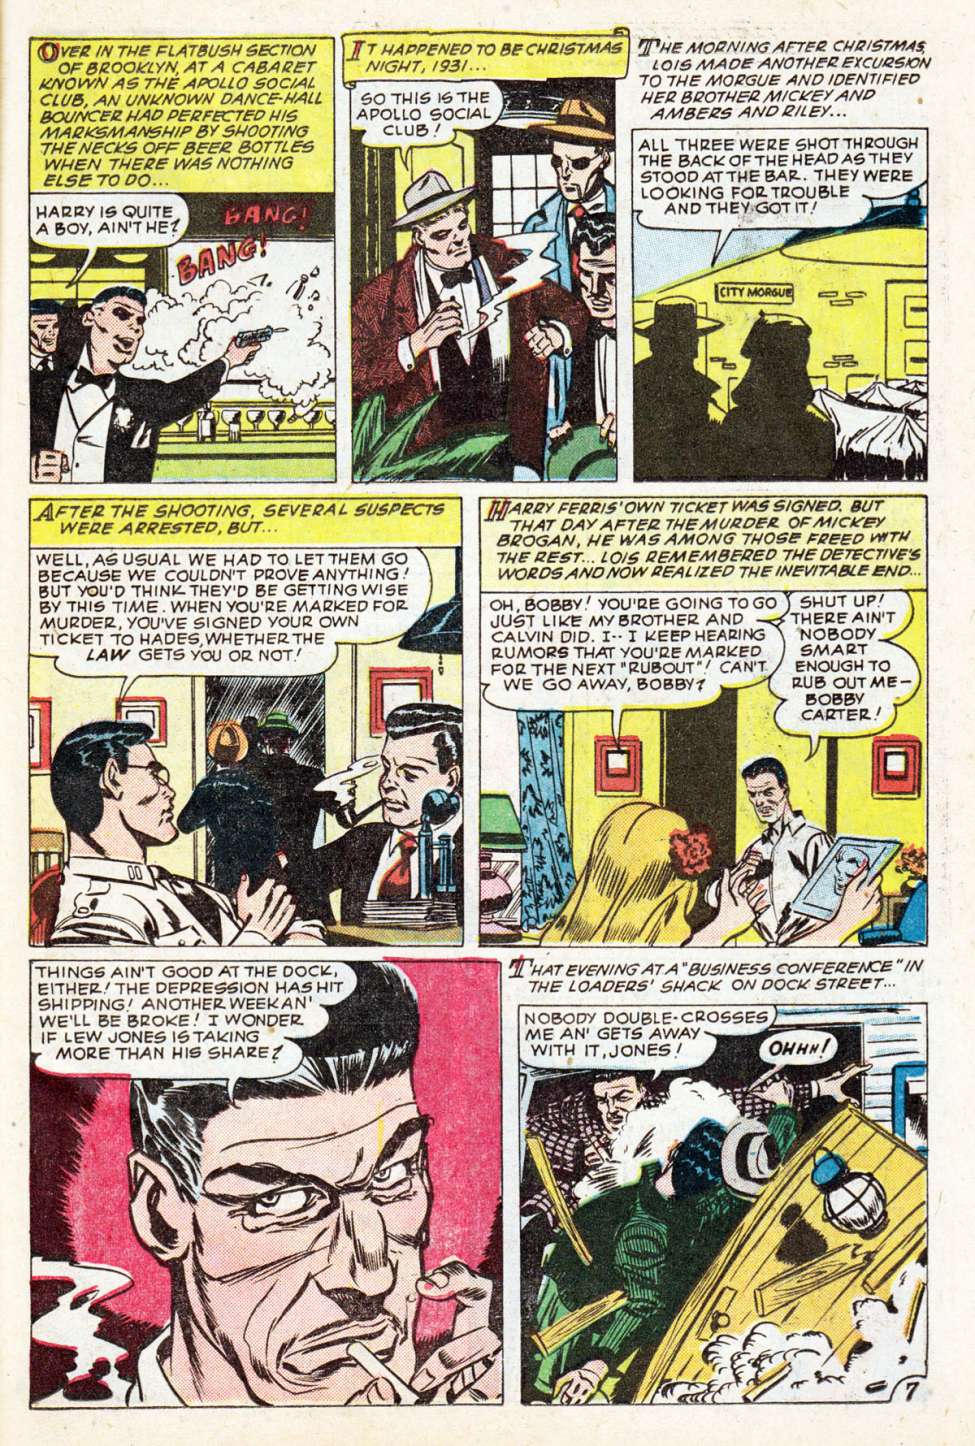 OVER IN THE FLATBUSH SECTION
OF BROOKLYN, AT A CABARET
KNOWN AS THE APOLLO SOCIAL
CLUB, AN UNKNOWN DANCE-HALL
BOUNCER HAD PERFECTED HIS
MARKSMANSHIP BY SHOOTING
THE NECKS OFF BEER BOTTLES
WHEN THERE WAS NOTHING
ELSE TO DO...
HARRY IS QUITE
A BOY, AIN'T HE?
BANG!
BANG!
IT HAPPENED TO BE CHRISTMAS
NIGHT, 1931...
SO THIS IS THE
APOLLO SOCIAL
CLUB!
THE MORNING AFTER CHRISTMAS,
LOIS MADE ANOTHER EXCURSION
TO THE MORGUE AND IDENTIFIED
HER BROTHER MICKEY AND
AMBERS AND RILEY...
ALL THREE WERE SHOT THROUGH
THE BACK OF THE HEAD AS THEY
STOOD AT THE BAR. THEY WERE
LOOKING FOR TROUBLE
AND THEY GOT IT!
CITY MORGUE
AFTER THE SHOOTING, SEVERAL SUSPECTS
WERE ARRESTED, BUT...
WELL, AS USUAL WE HAD TO LET THEM GO
BECAUSE WE COULDN'T PROVE ANYTHING!
BUT YOU'D THINK THEY'D BE GETTING WISE
BY THIS TIME. WHEN YOU'RE MARKED FOR
MURDER, YOU'VE SIGNED YOUR OWN
TICKET TO HADES, WHETHER THE
LAW GETS YOU OR NOT!
HARRY FERRIS' OWN TICKET WAS SIGNED. BUT
THAT DAY AFTER THE MURDER OF MICKEY
BROGAN, HE WAS AMONG THOSE FREED WITH
THE REST... LOIS REMEMBERED THE DETECTIVE'S
WORDS AND NOW REALIZED THE INEVITABLE END...
OH, BOBBY! YOU'RE GOING TO GO
JUST LIKE MY BROTHER AND
CALVIN DID. I-- I KEEP HEARING
RUMORS THAT YOU'RE MARKED
FOR THE NEXT "RUBOUT"! CAN'T
WE GO AWAY, BOBBY?
SHUT UP!
THERE AIN'T
NOBODY
SMART
ENOUGH TO
RUB OUT ME—
BOBBY
CARTER!
THINGS AIN'T GOOD AT THE DOCK,
EITHER! THE DEPRESSION HAS HIT
SHIPPING! ANOTHER WEEK AN'
WE'LL BE BROKE! I WONDER
IF LEW JONES IS TAKING
MORE THAN HIS SHARE?
THAT EVENING AT A "BUSINESS CONFERENCE" IN
THE LOADERS' SHACK ON DOCK STREET...
NOBODY DOUBLE-CROSSES
ME AN' GETS AWAY
WITH IT, JONES!
OHHH!
7